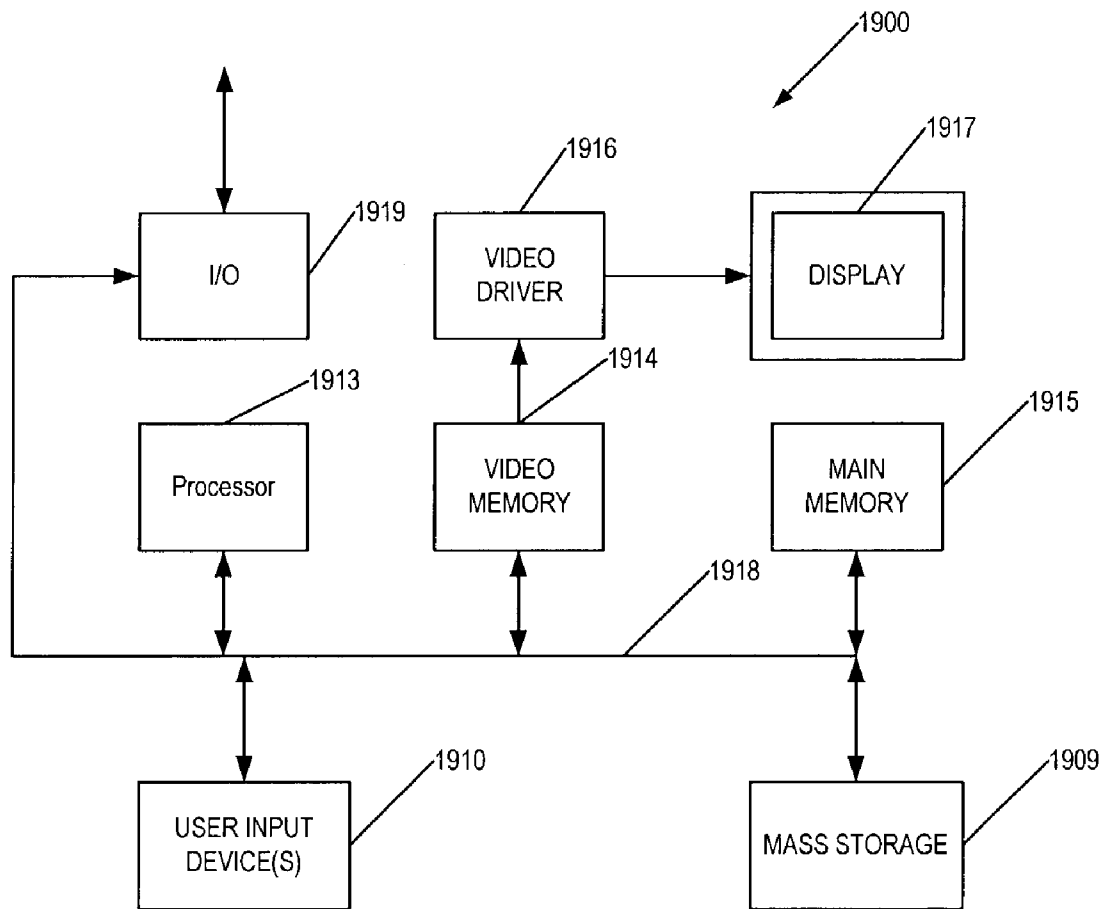 1900
1917
1916
1919
I/O
VIDEO
DRIVER
DISPLAY
1913
1914
1915
Processor
VIDEO
MEMORY
MAIN
MEMORY
1918
1910
1909
USER INPUT
DEVICE(S)
MASS STORAGE